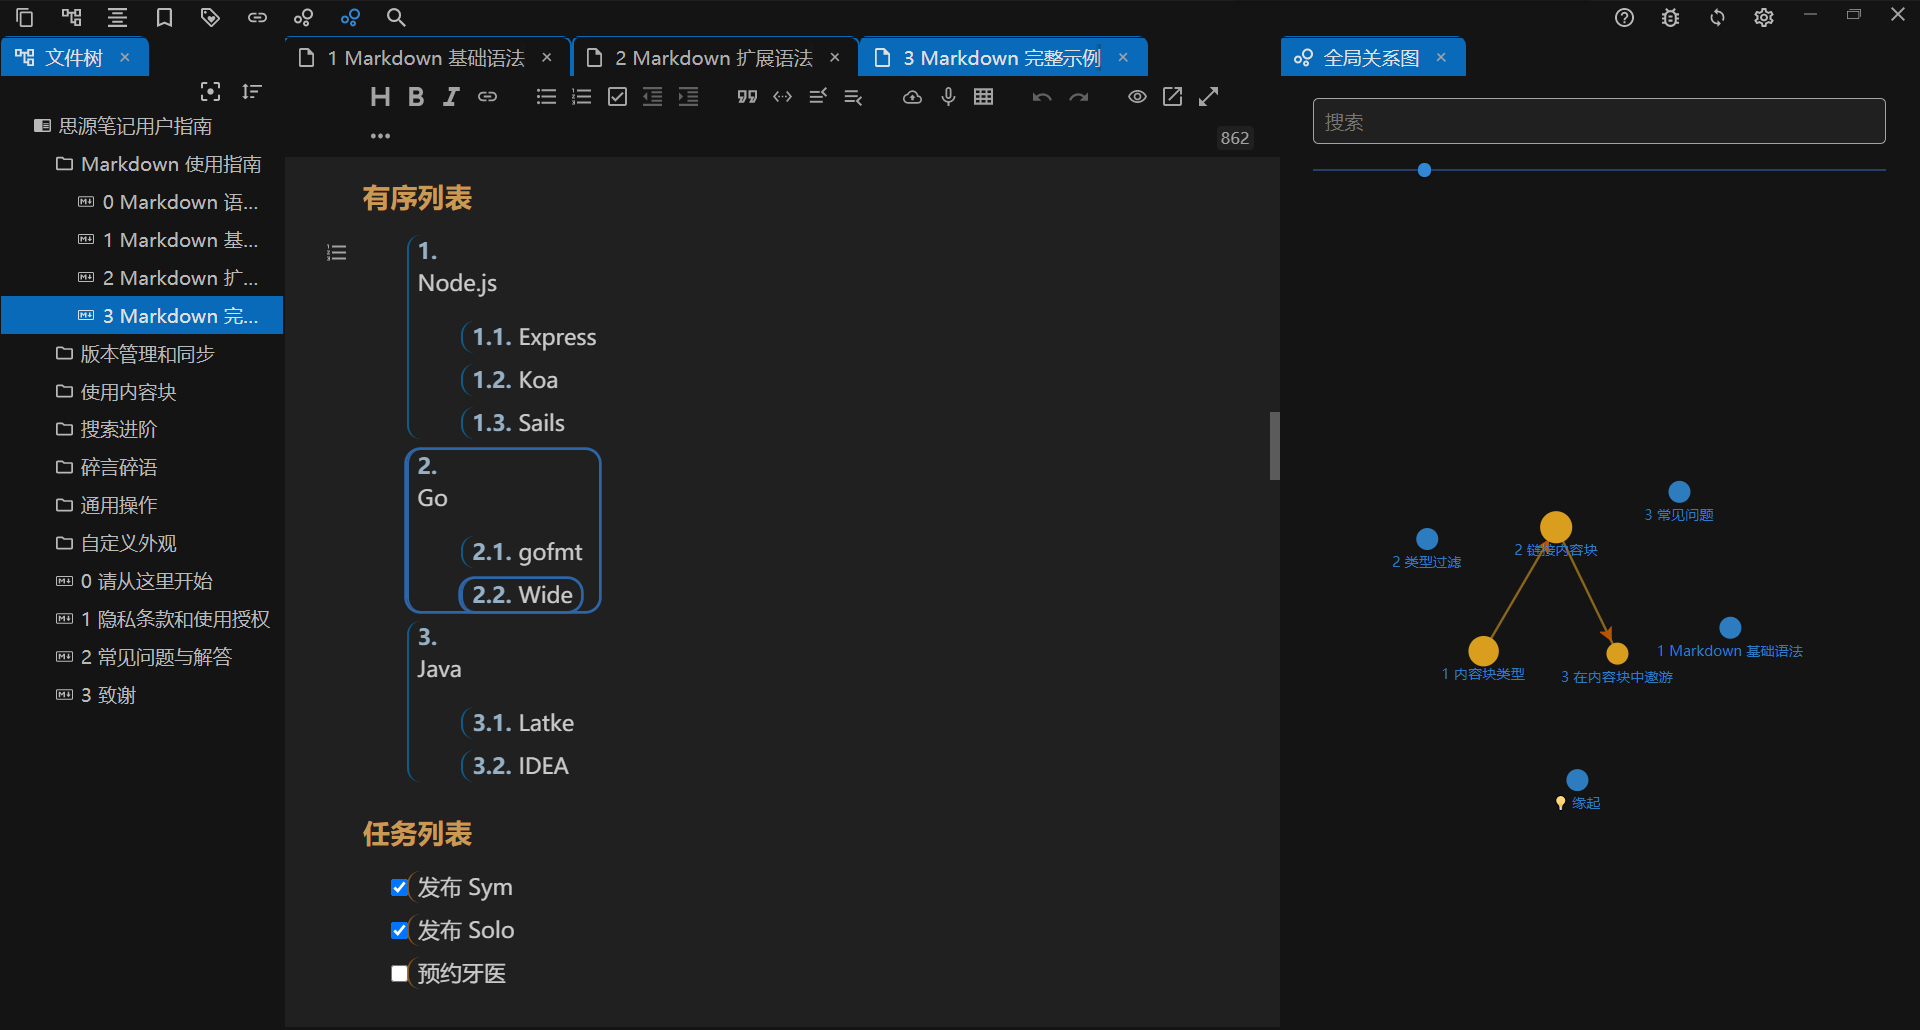 文件树
1 Markdown 基础语法
2 Markdown 扩展语法
3 Markdown 完整示例
全局关系图
862
搜索
思源笔记用户指南
Markdown 使用指南
0 Markdown 语...
1 Markdown 基...
2 Markdown 扩...
3 Markdown 完...
版本管理和同步
使用内容块
搜索进阶
碎言碎语
通用操作
自定义外观
0 请从这里开始
1 隐私条款和使用授权
2 常见问题与解答
3 致谢
有序列表
1.
Node.js
1.1. Express
1.2. Koa
1.3. Sails
2.
Go
2.1. gofmt
2.2. Wide
3.
Java
3.1. Latke
3.2. IDEA
任务列表
发布 Sym
发布 Solo
预约牙医
3 常见问题
2 链接内容块
2 类型过滤
1 Markdown 基础语法
1 内容块类型
3 在内容块中遨游
缘起